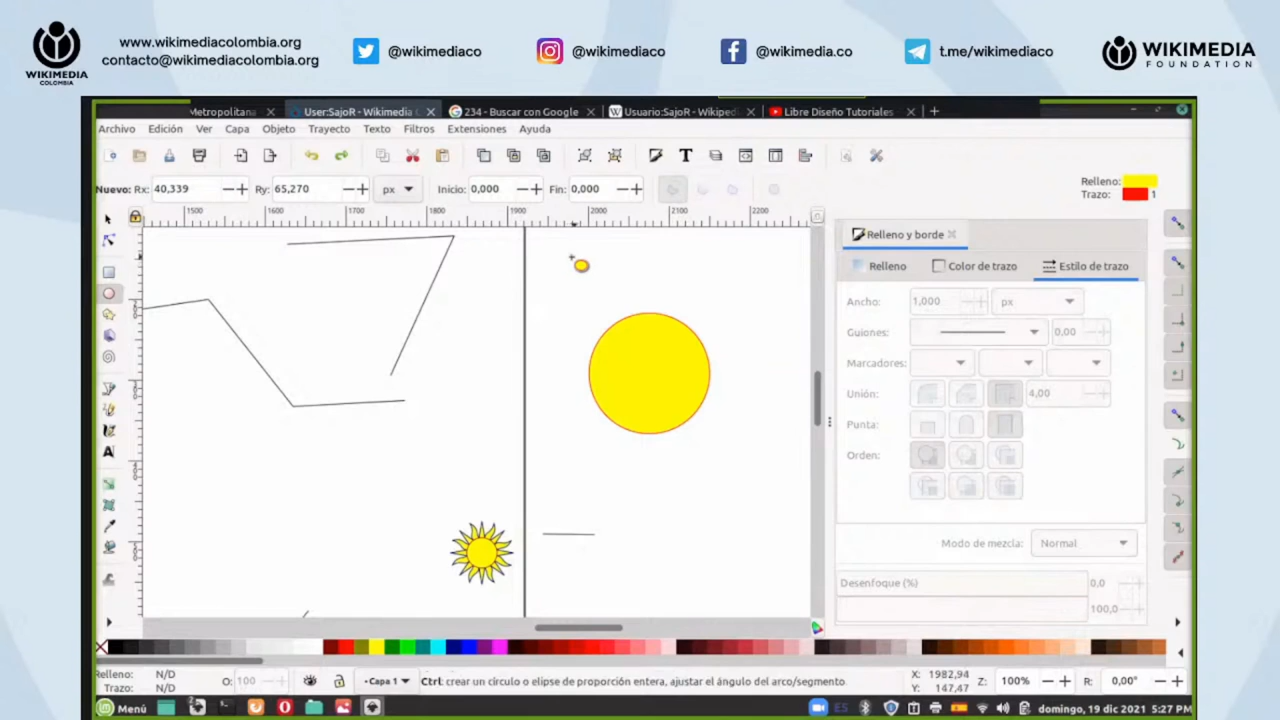 WIKIMEDIA
COLOMBIA
www.wikimediacolombia.org
contacto@wikimediacolombia.org
@wikimediaco
@wikimediaco
@wikimedia.co
t.me/wikimediaco
WIKIMEDIA
FOUNDATION
Metropolitana
User:SajoR - Wikimedia C
234 - Buscar con Google
Usuario:SajoR - Wikiped
Libre Diseño Tutoriales
Archivo Edición Ver Capa Objeto Trayecto Texto Filtros Extensiones Ayuda
Nuevo: Rx: 40,339 Ry: 65,270 px Inicio: 0,000 Fin: 0,000
Relleno:
Trazo: 1
1500 1600 1700 1800 1900 2000 2100 2200
Relleno y borde
Relleno Color de trazo Estilo de trazo
Ancho: 1,000 px
Guiones: 0,00
Marcadores:
Unión: 4,00
Punta:
Orden:
Modo de mezcla: Normal
Desenfoque (%) 0,0
100,0
Relleno: N/D
Trazo: N/D
O: 100
Capa 1
Ctrl: crear un círculo o elipse de proporción entera, ajustar el ángulo del arco/segmento
X: 1982,94
Y: 147,47
Z: 100%
R: 0,00°
Menú
ES
domingo, 19 dic 2021, 5:27 PM